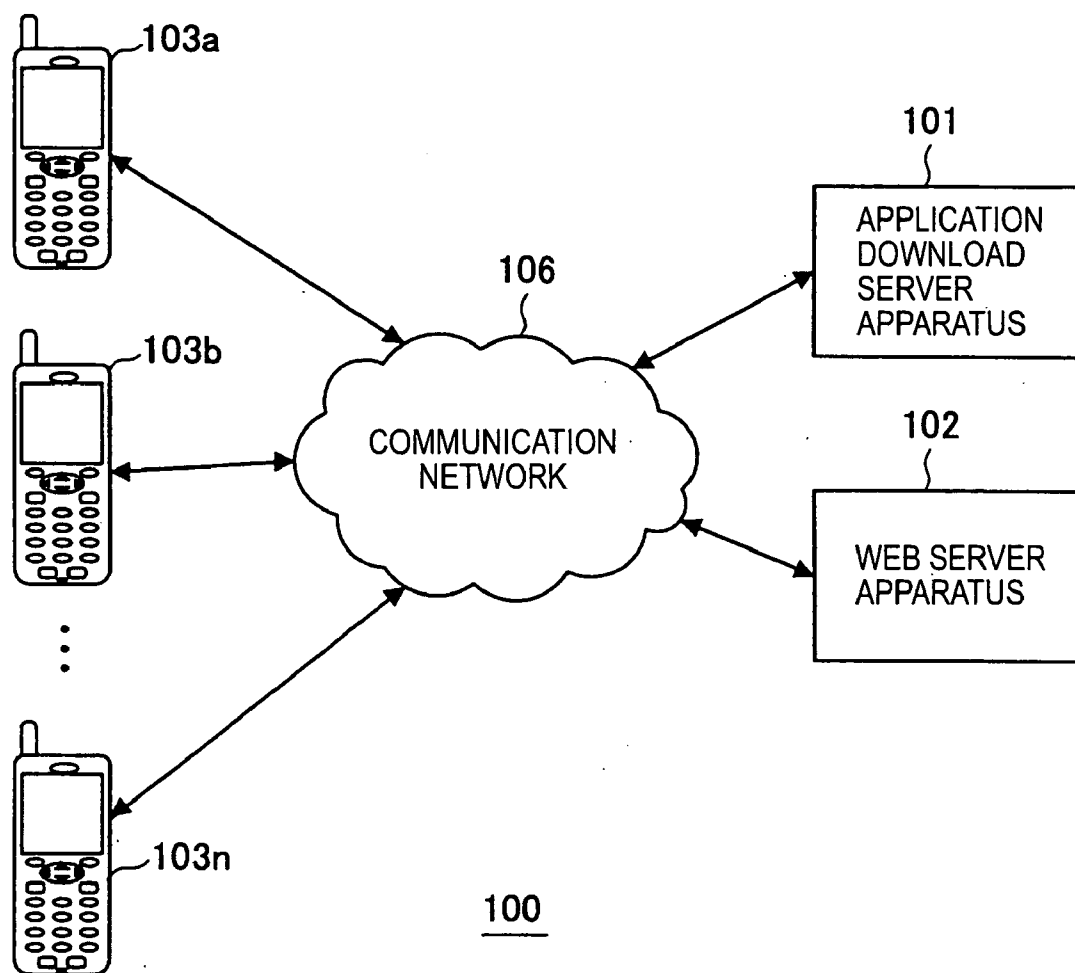 103a
101
APPLICATION
DOWNLOAD
SERVER
APPARATUS
106
103b
COMMUNICATION
NETWORK
102
WEB SERVER
APPARATUS
103n
100